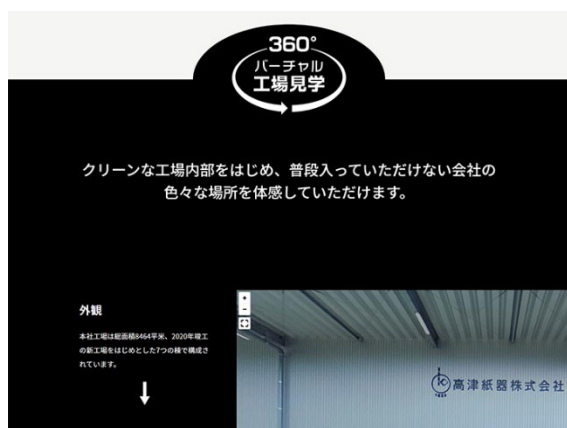 360°
バーチャル
工場見学
クリーンな工場内部をはじめ、普段入っていただけない会社の
色々な場所を体感していただけます。
外観
本社工場は総面積8464平米、2020年竣工
の新工場をはじめとした7つの棟で構成さ
れています。
+
−
高津紙器株式会社